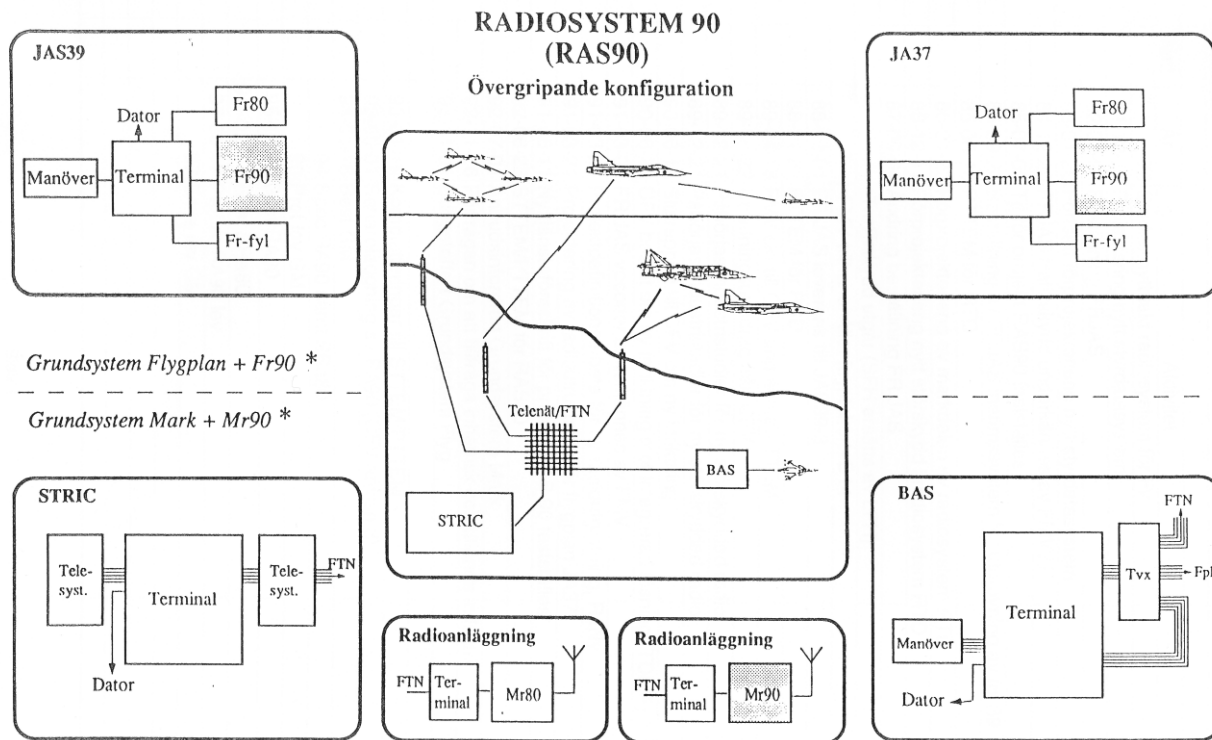 RADIOSYSTEM 90
(RAS90)
Övergripande konfiguration
JAS39
Dator
Fr80
Manöver
Terminal
Fr90
Fr-fyl
JA37
Dator
Fr80
Manöver
Terminal
Fr90
Fr-fyl
Grundsystem Flygplan + Fr90 *
Grundsystem Mark + Mr90 *
Telenät/FTN
BAS
STRIC
STRIC
Tele-
syst.
Terminal
Tele-
syst.
FTN
Dator
Radioanläggning
FTN
Ter-
minal
Mr80
Radioanläggning
FTN
Ter-
minal
Mr90
BAS
FTN
Tvx
Fpl
Terminal
Manöver
Dator